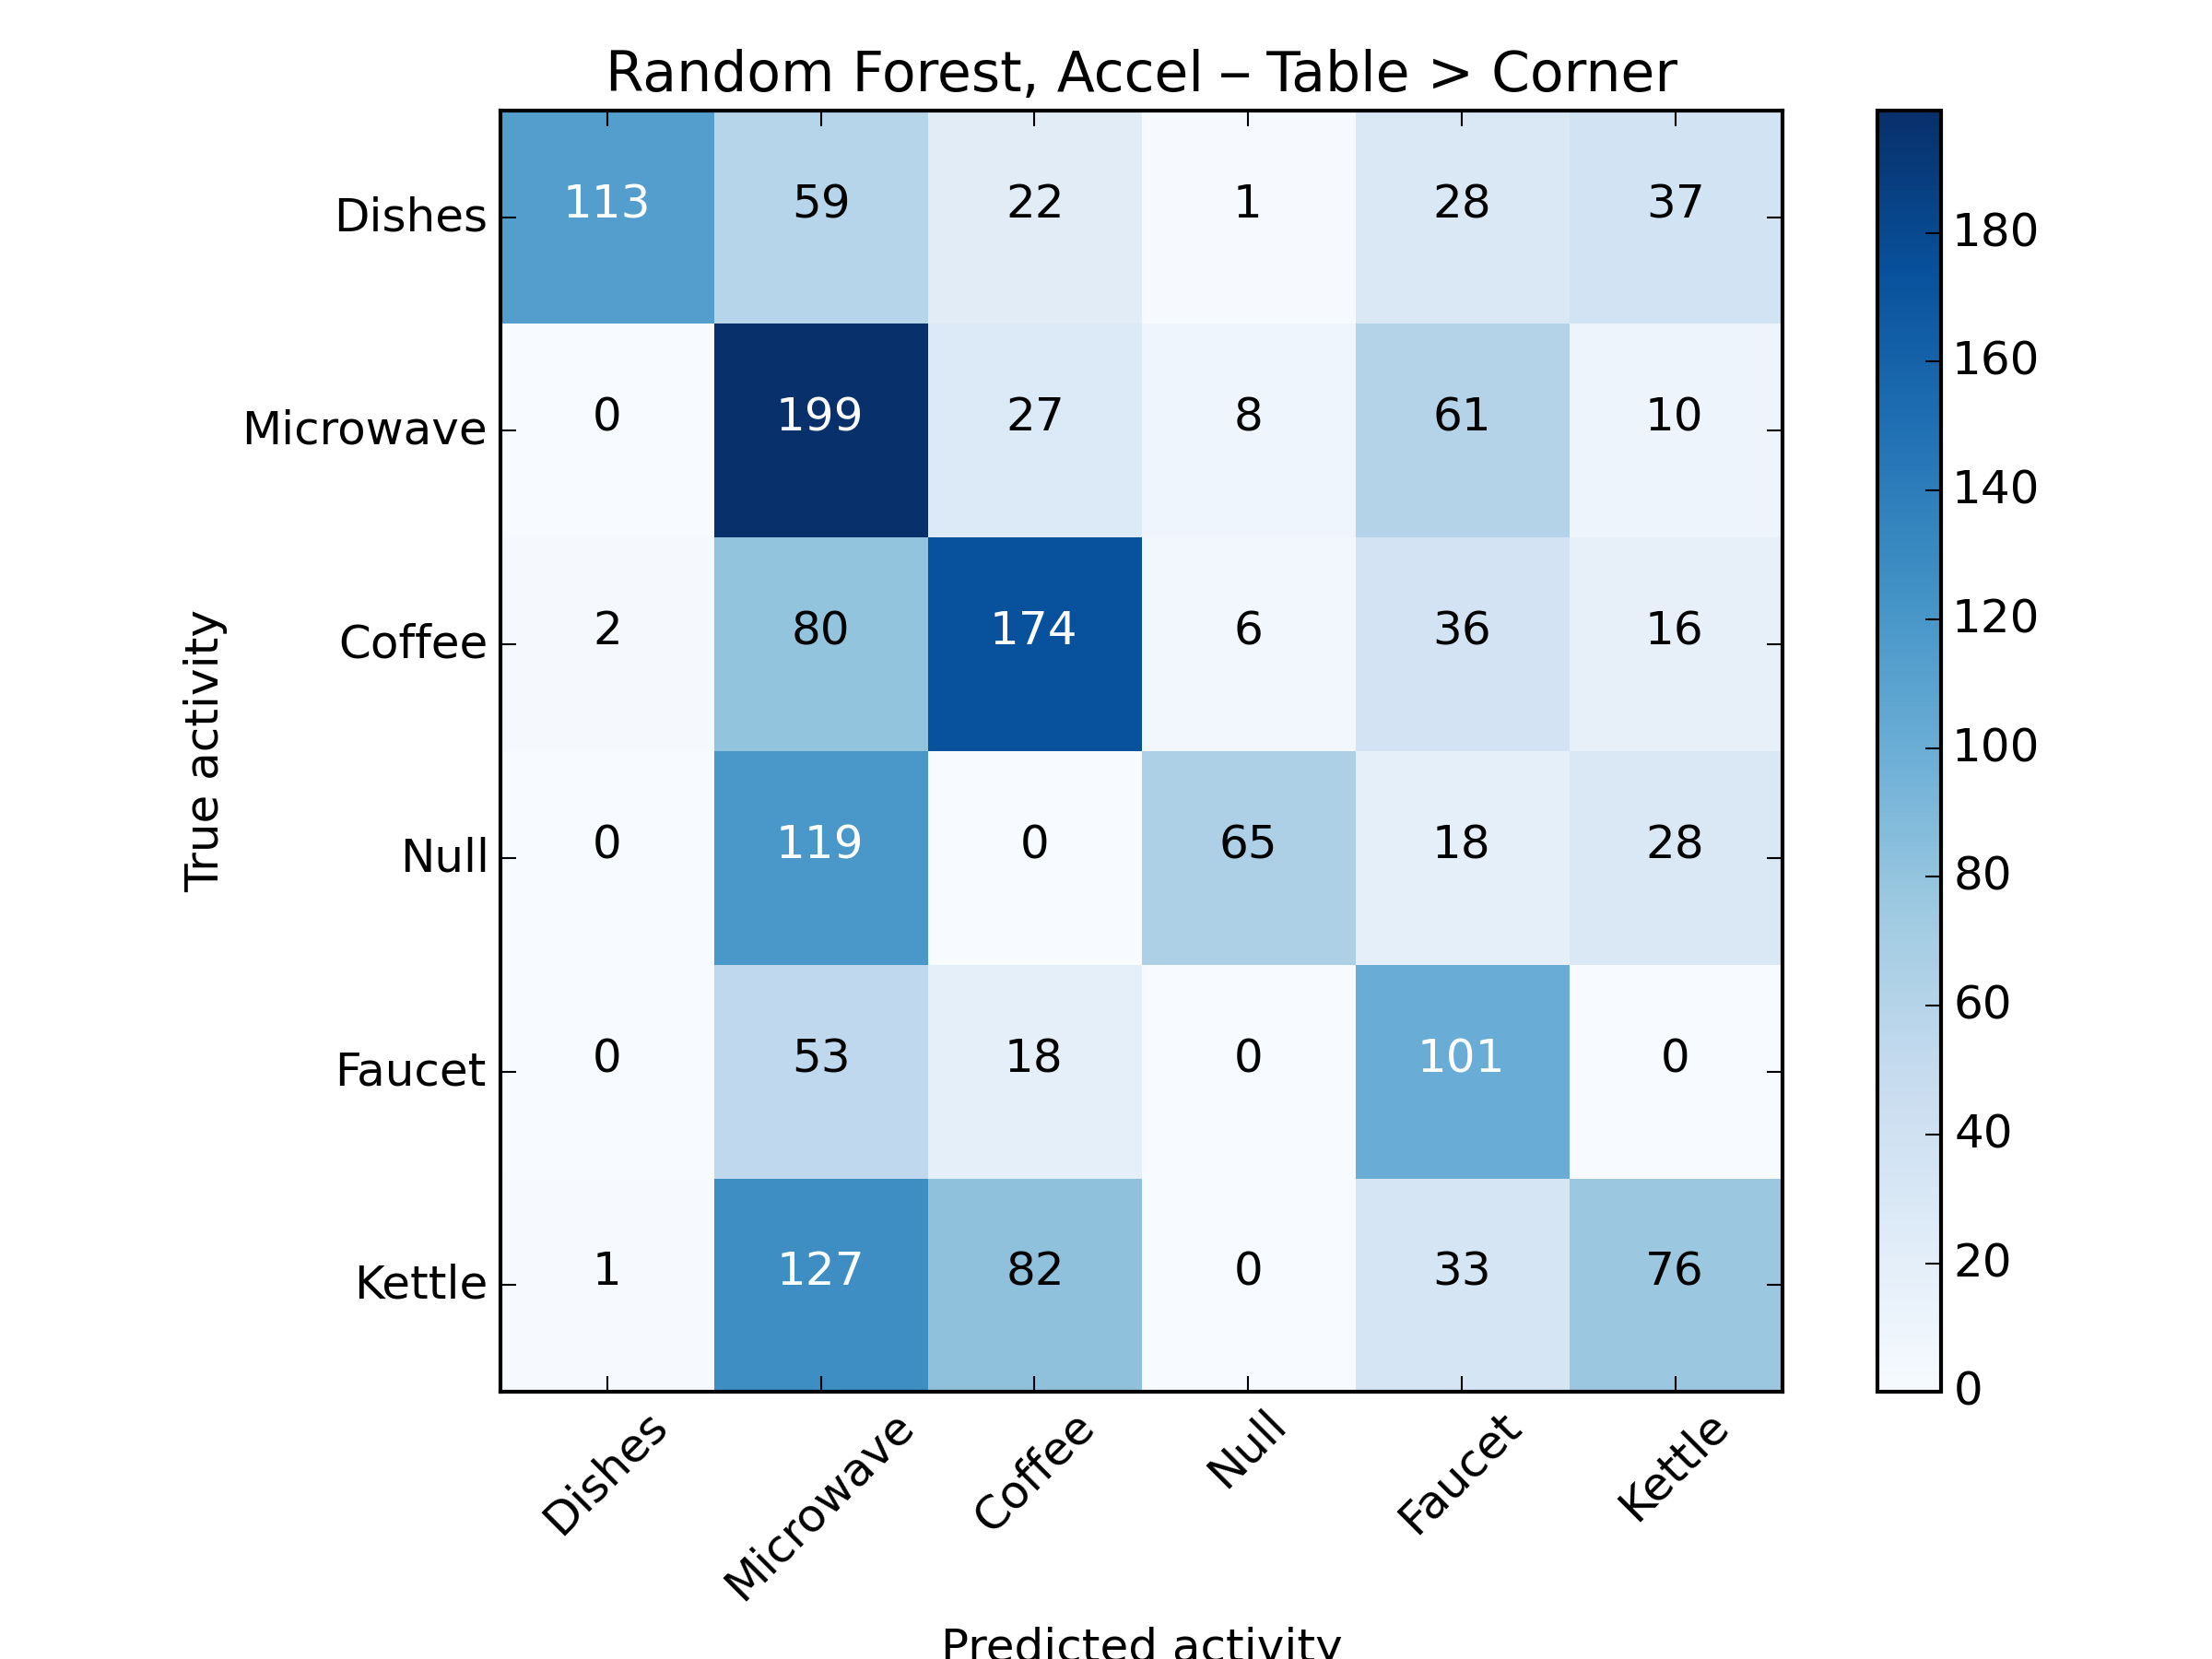 Random Forest, Accel – Table > Corner
Dishes 113 59 22 1 28 37
Microwave 0 199 27 8 61 10
Coffee 2 80 174 6 36 16
Null 0 119 0 65 18 28
Faucet 0 53 18 0 101 0
Kettle 1 127 82 0 33 76
True activity
Dishes Microwave Coffee Null Faucet Kettle
Predicted activity
180
160
140
120
100
80
60
40
20
0